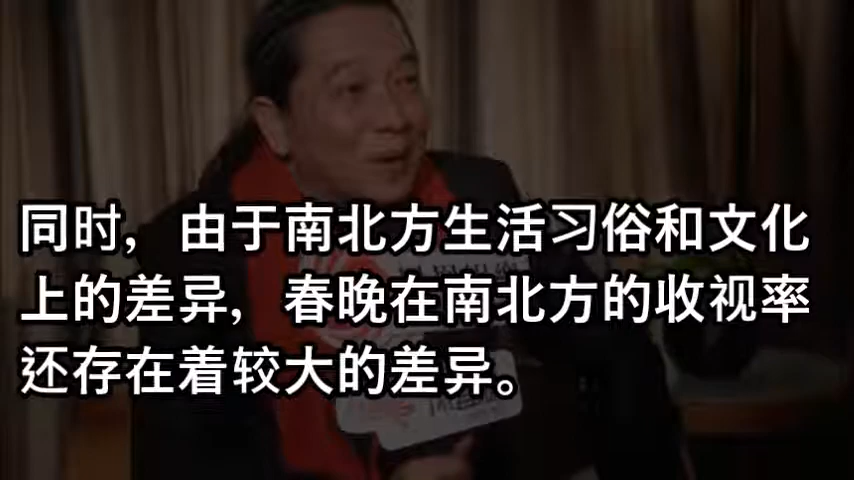 同时，由于南北方生活习俗和文化
上的差异，春晚在南北方的收视率
还存在着较大的差异。